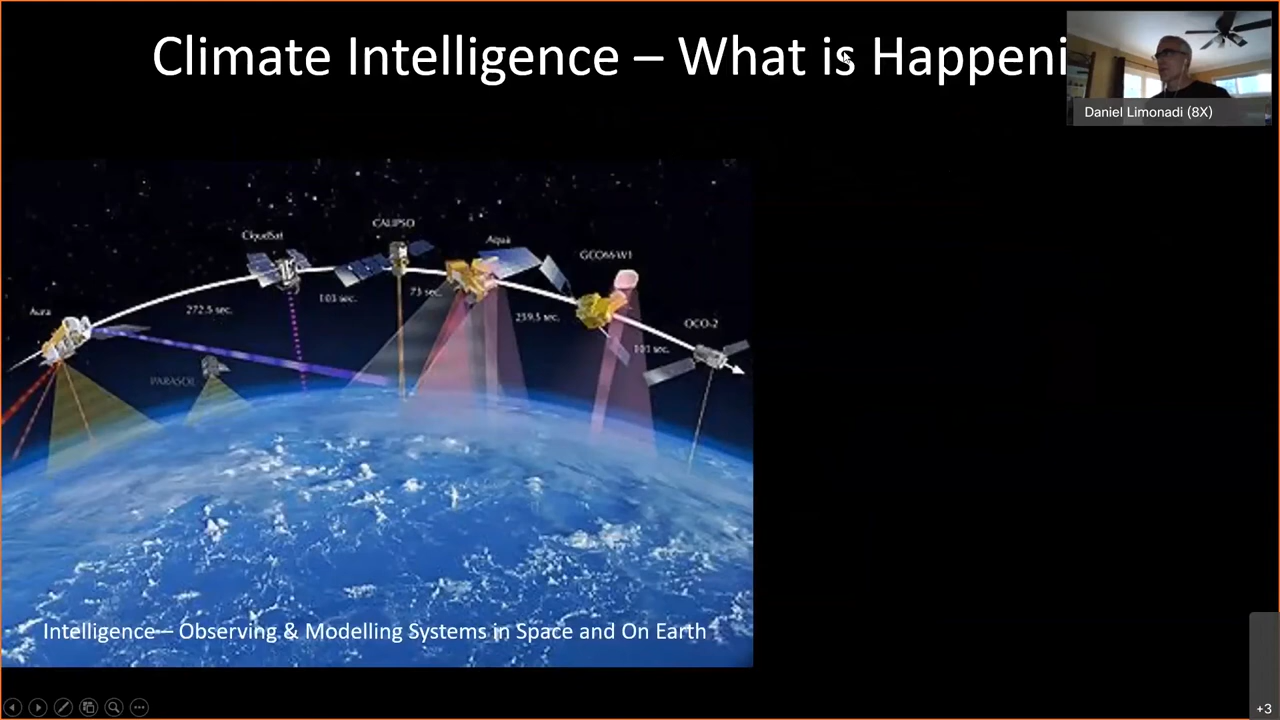 Climate Intelligence – What is Happeni
Daniel Limonadi (8X)
CloudSat
CALIPSO
Aqua
GCOM-W1
Aura
272.5 sec.
103 sec.
73 sec.
259.5 sec.
OCO-2
101 sec.
PARASOL
Intelligence – Observing & Modelling Systems in Space and On Earth
+3